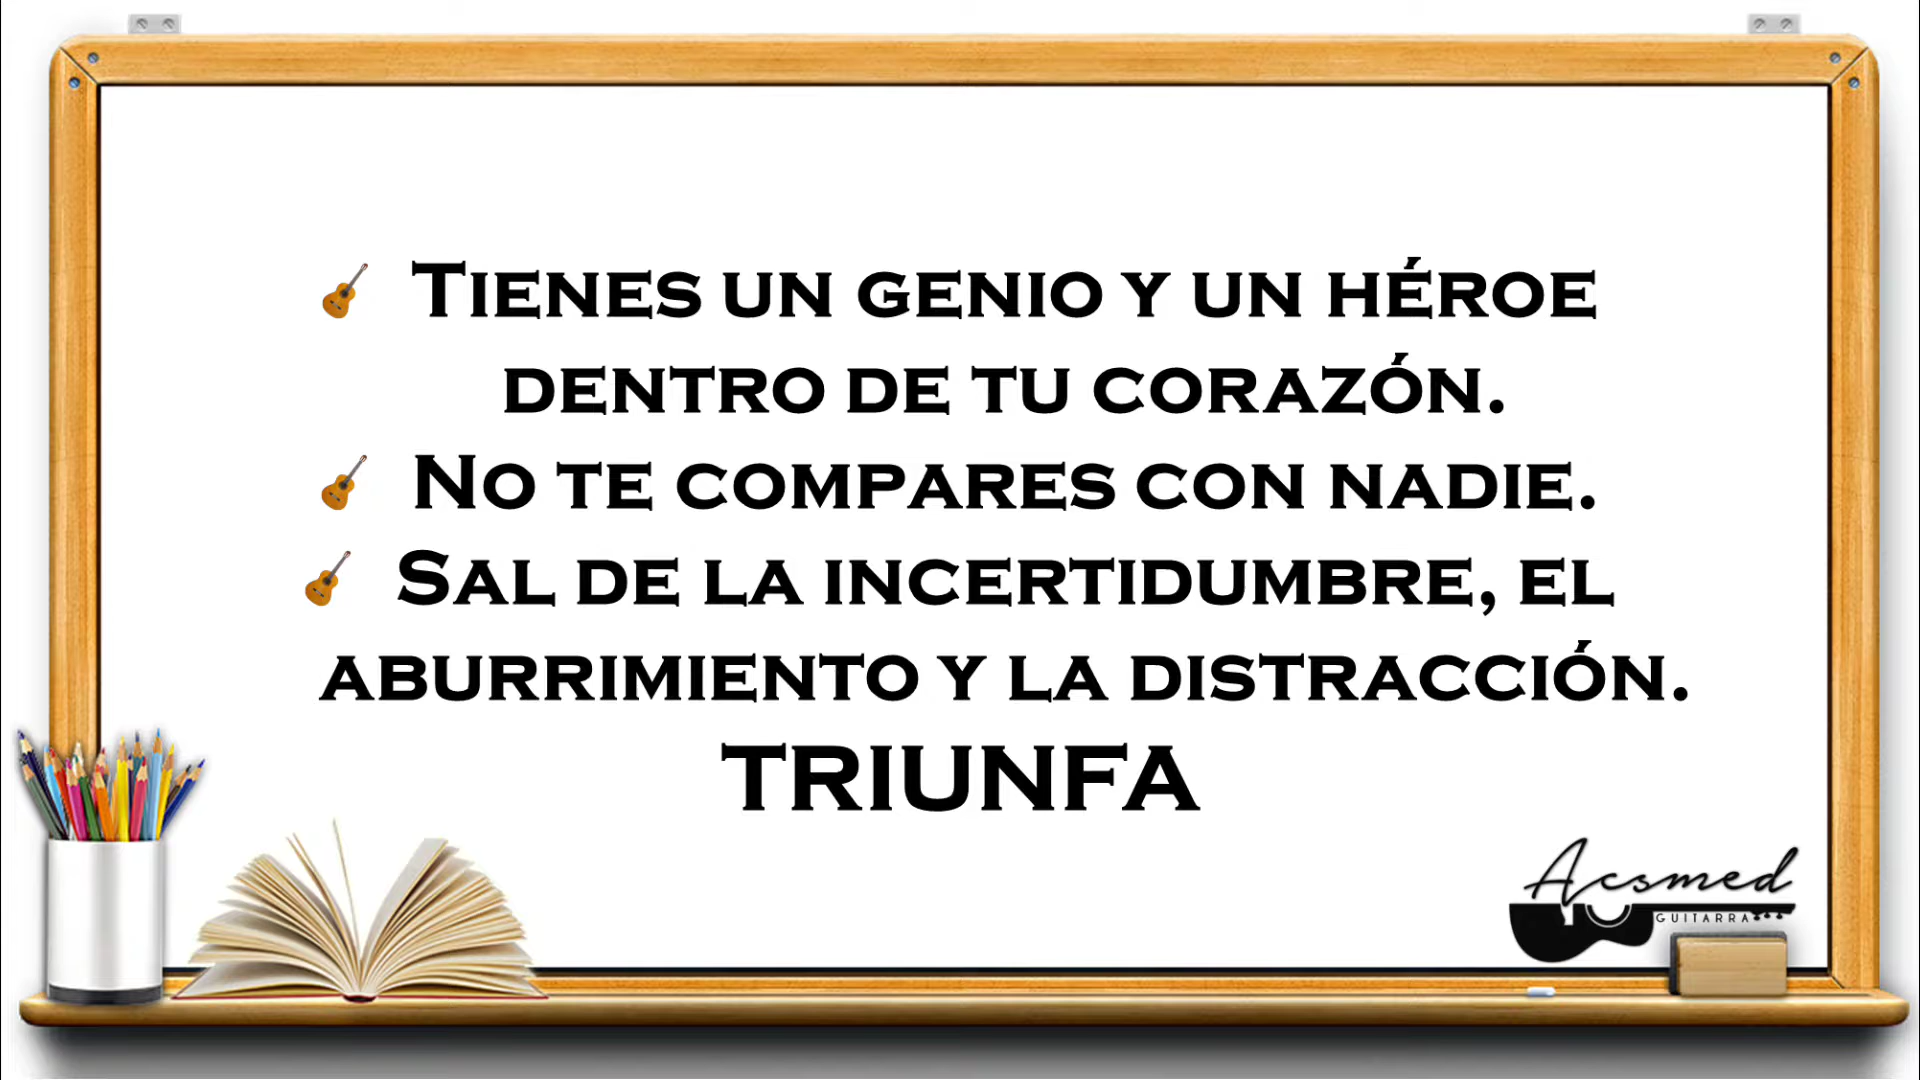 Tienes un genio y un héroe
dentro de tu corazón.
No te compares con nadie.
Sal de la incertidumbre, el
aburrimiento y la distracción.
TRIUNFA
Acsmed
GUITARRA